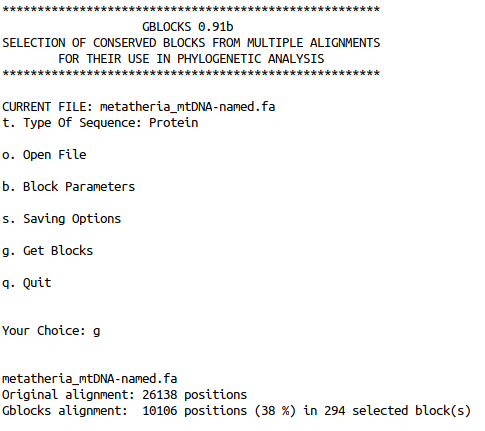 ******************************************************
GBLOCKS 0.91b
SELECTION OF CONSERVED BLOCKS FROM MULTIPLE ALIGNMENTS
FOR THEIR USE IN PHYLOGENETIC ANALYSIS
******************************************************
CURRENT FILE: metatheria_mtDNA-named.fa
t. Type Of Sequence: Protein
o. Open File
b. Block Parameters
s. Saving Options
g. Get Blocks
q. Quit
Your Choice: g
metatheria_mtDNA-named.fa
Original alignment: 26138 positions
Gblocks alignment:  10106 positions (38 %) in 294 selected block(s)